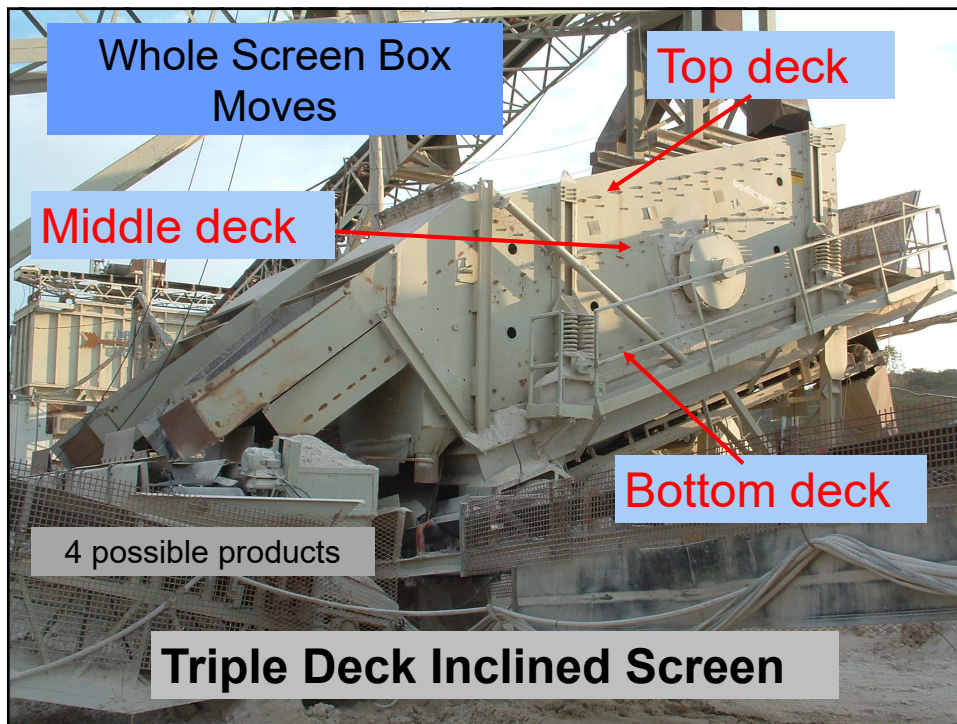 Whole Screen Box
Moves
Top deck
Middle deck
Bottom deck
4 possible products
Triple Deck Inclined Screen